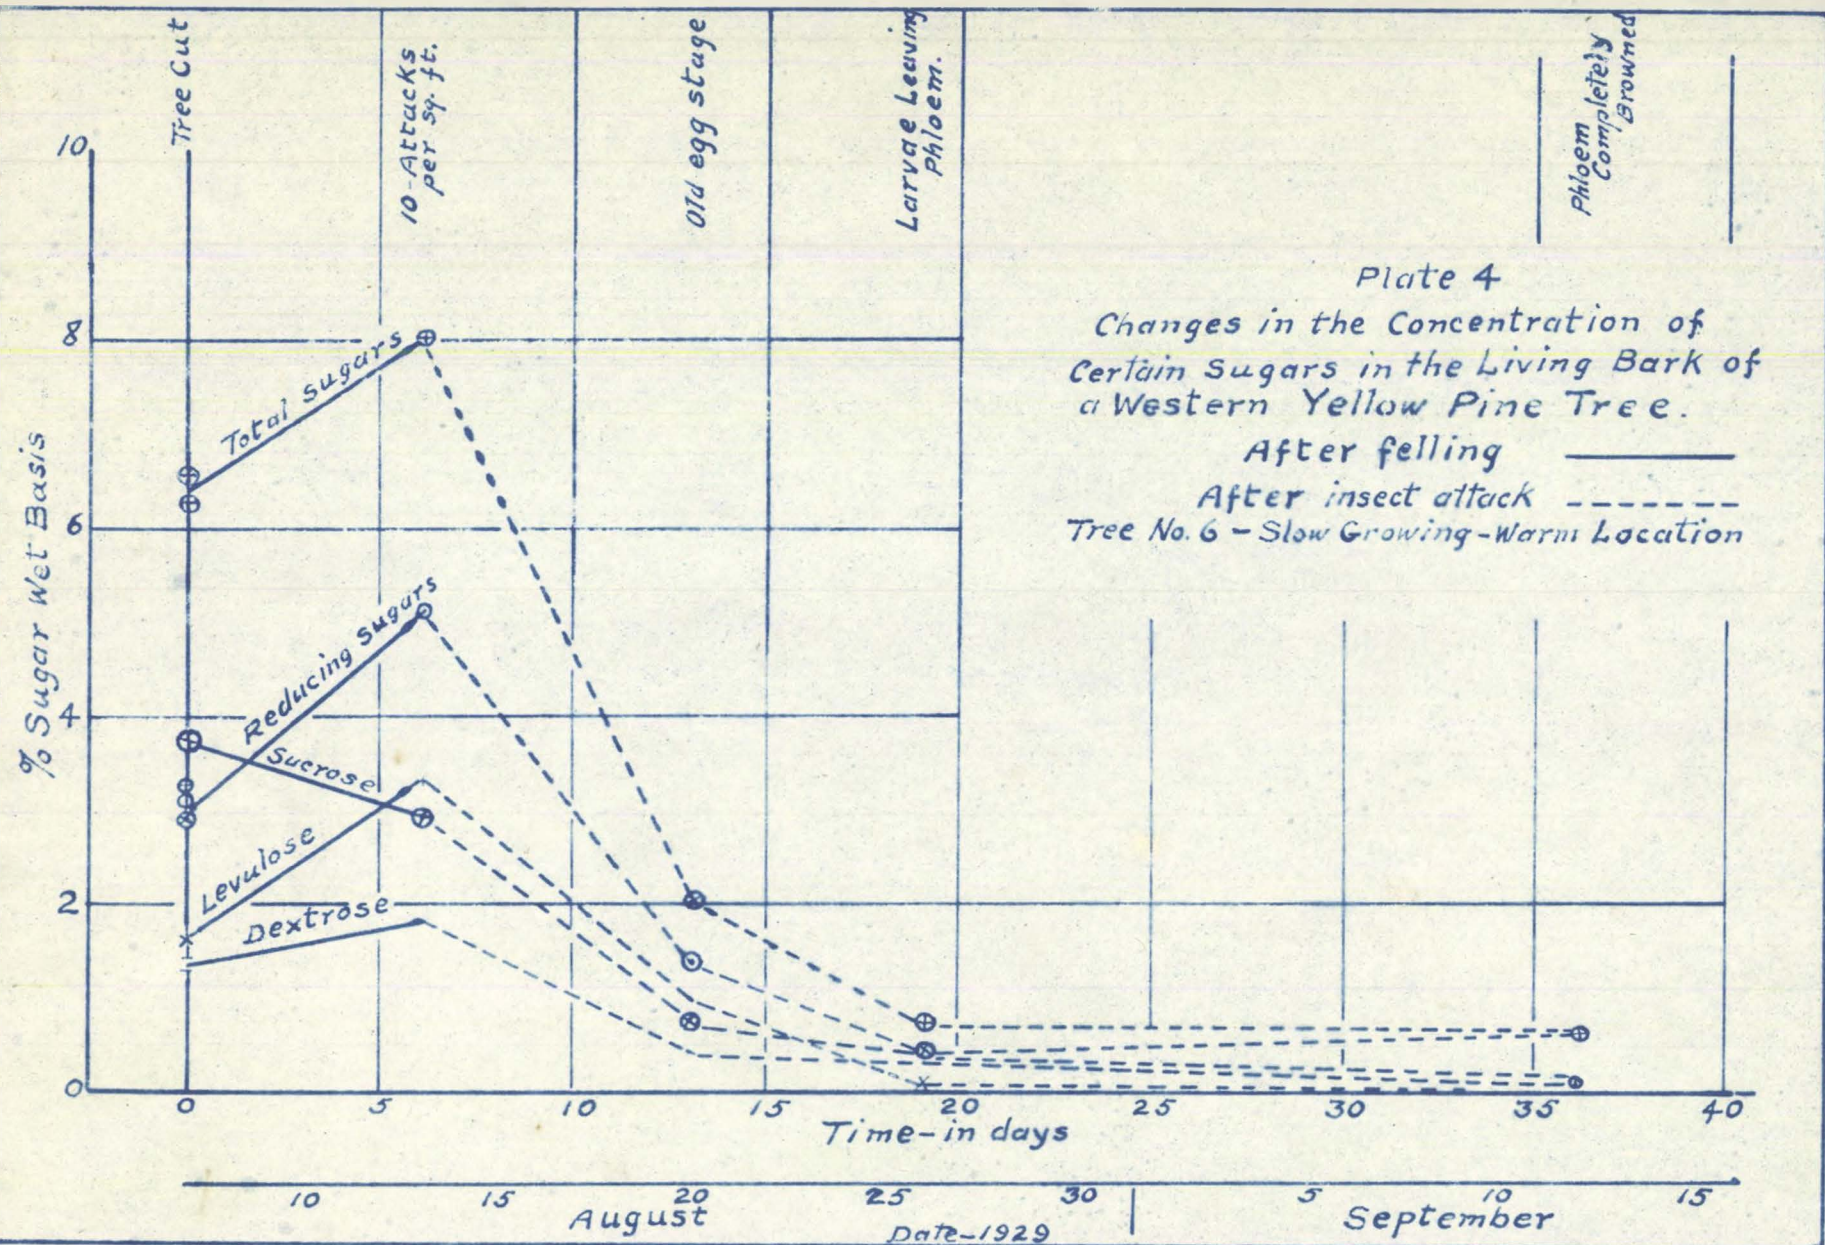 Tree Cut
10-Attacks
per sq. ft.
Old egg stage
Larvae Leaving
Phloem.
Phloem
Completely
Browned
Plate 4
Changes in the Concentration of
Certain Sugars in the Living Bark of
a Western Yellow Pine Tree.
After felling
After insect attack
Tree No. 6 - Slow Growing - Warm Location
% Sugar Wet Basis
10
8
6
4
2
0
Total sugars
Reducing Sugars
Sucrose
Levulose
Dextrose
0 5 10 15 20 25 30 35 40
Time-in days
10 15 20 25 30 5 10 15
August September
Date-1929